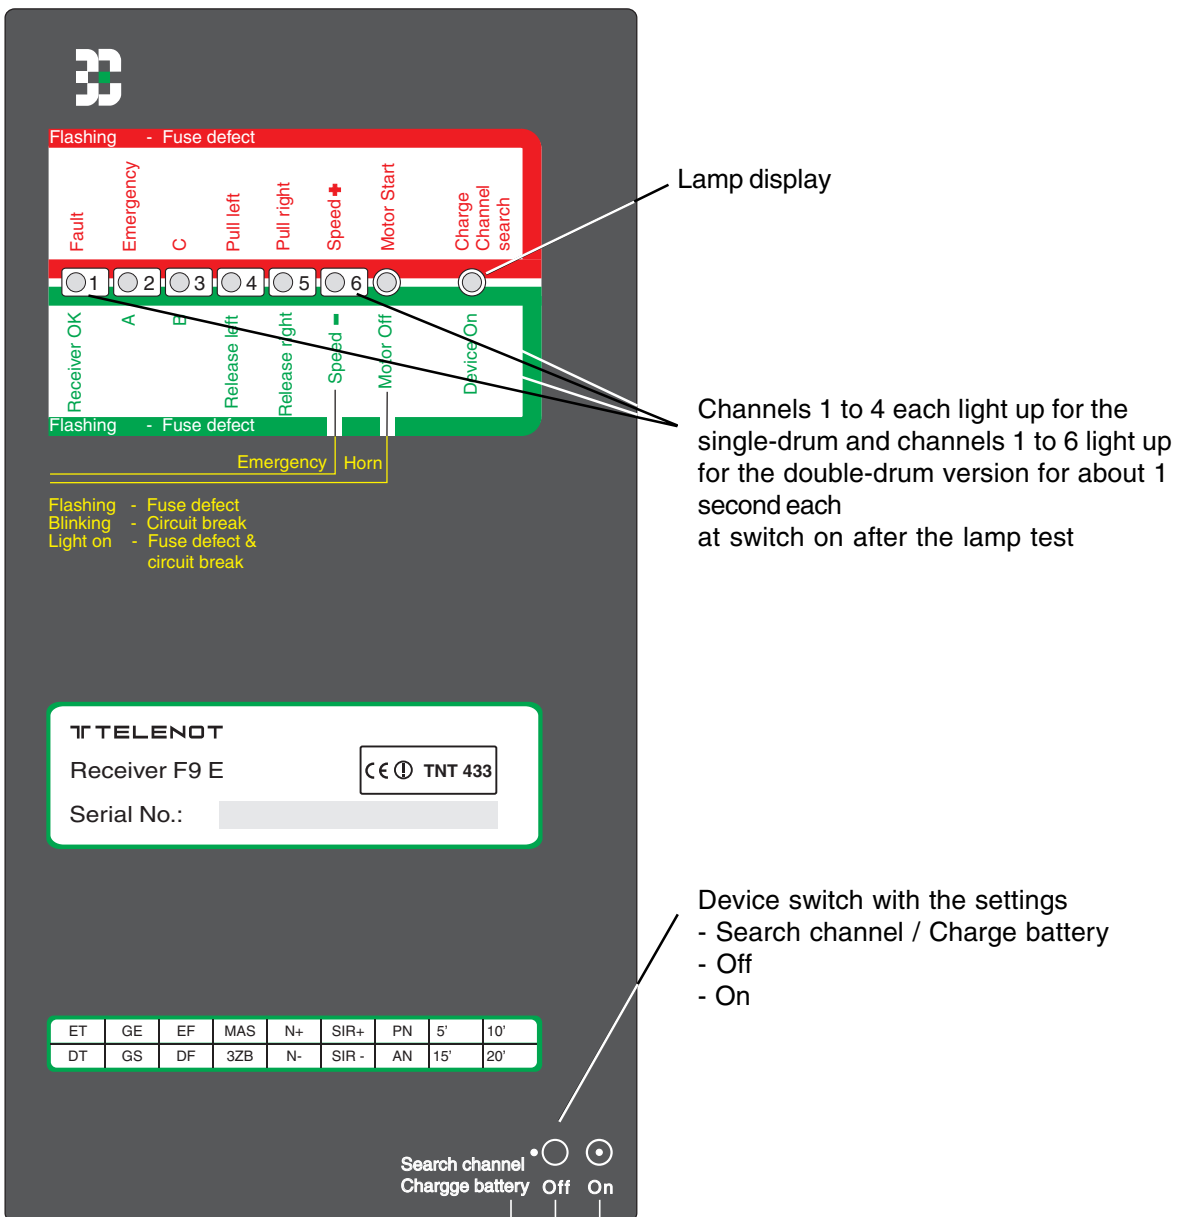 Flashing - Fuse defect
Fault
Emergency
C
Pull left
Pull right
Speed +
Motor Start
Charge
Channel
search
1 2 3 4 5 6
Receiver OK
A
B
Release left
Release right
Speed -
Motor Off
Device On
Flashing - Fuse defect
Emergency Horn
Flashing - Fuse defect
Blinking - Circuit break
Light on - Fuse defect &
circuit break
Lamp display
Channels 1 to 4 each light up for the
single-drum and channels 1 to 6 light up
for the double-drum version for about 1
second each
at switch on after the lamp test
TELENOT
Receiver F9 E
CE TNT 433
Serial No.:
Device switch with the settings
- Search channel / Charge battery
- Off
- On
ET GE EF MAS N+ SIR+ PN 5' 10'
DT GS DF 3ZB N- SIR - AN 15' 20'
Search channel
Chargge battery Off On